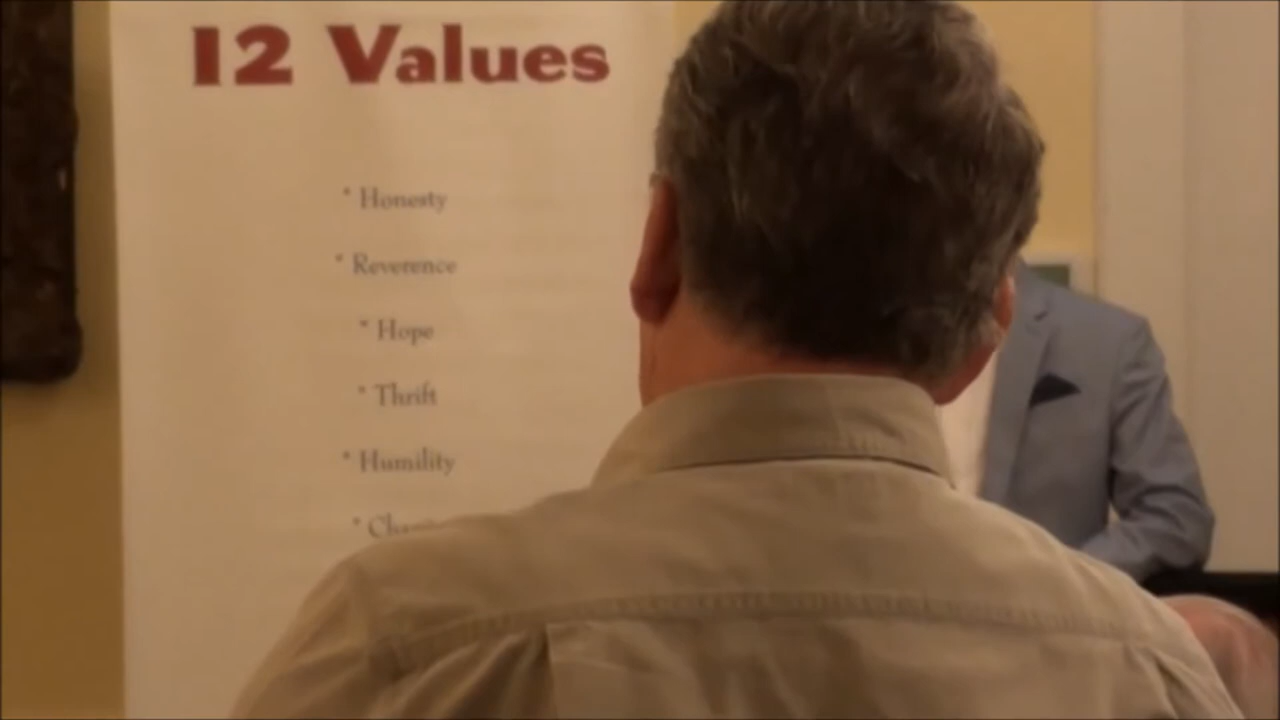 12 Values
* Honesty
* Reverence
* Hope
* Thrift
* Humility